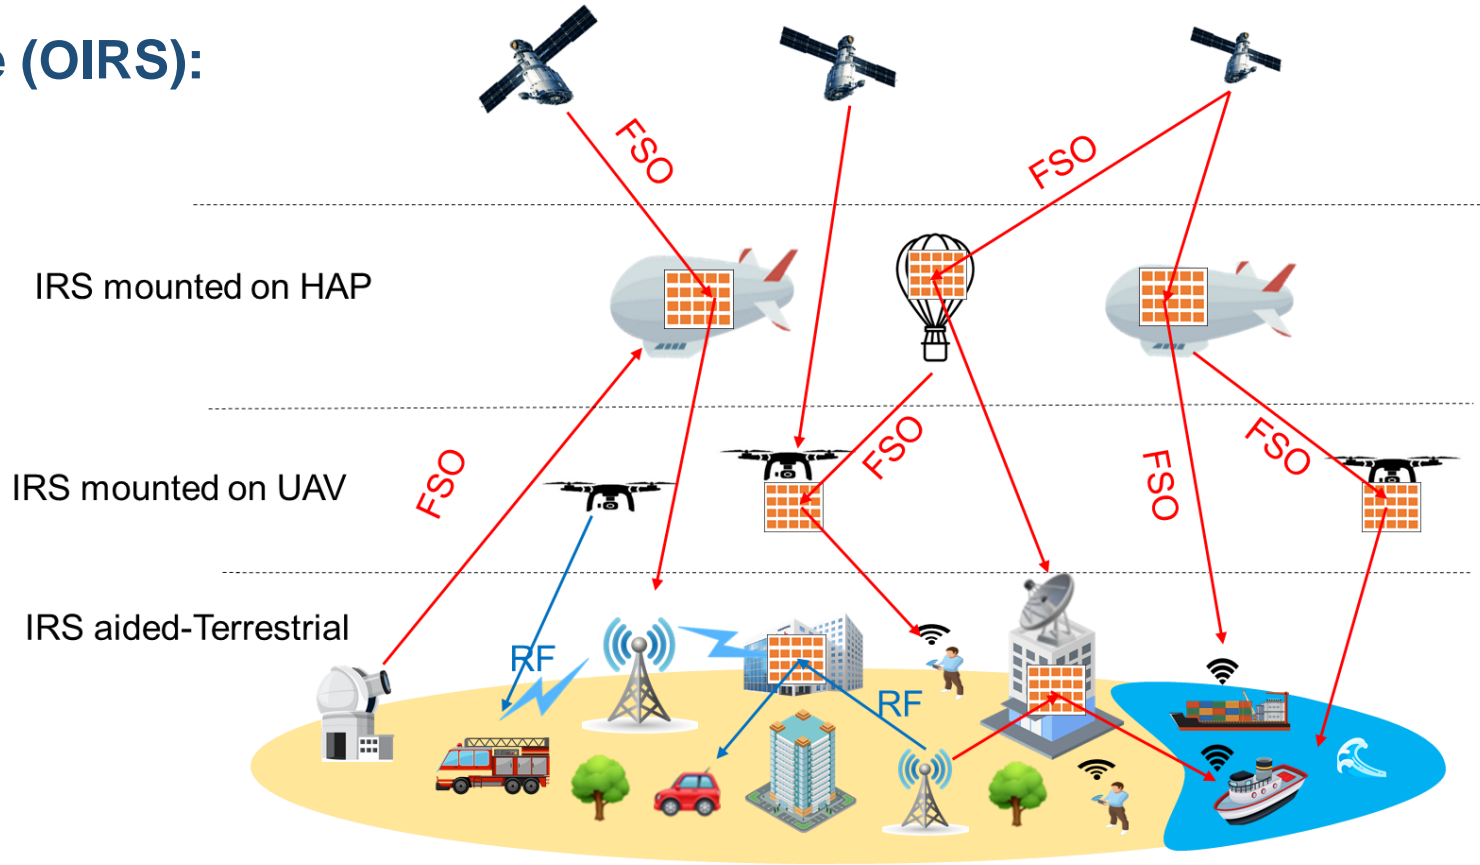 e (OIRS):
FSO
FSO
IRS mounted on HAP
IRS mounted on UAV
FSO
FSO
FSO
FSO
IRS aided-Terrestrial
RF
RF